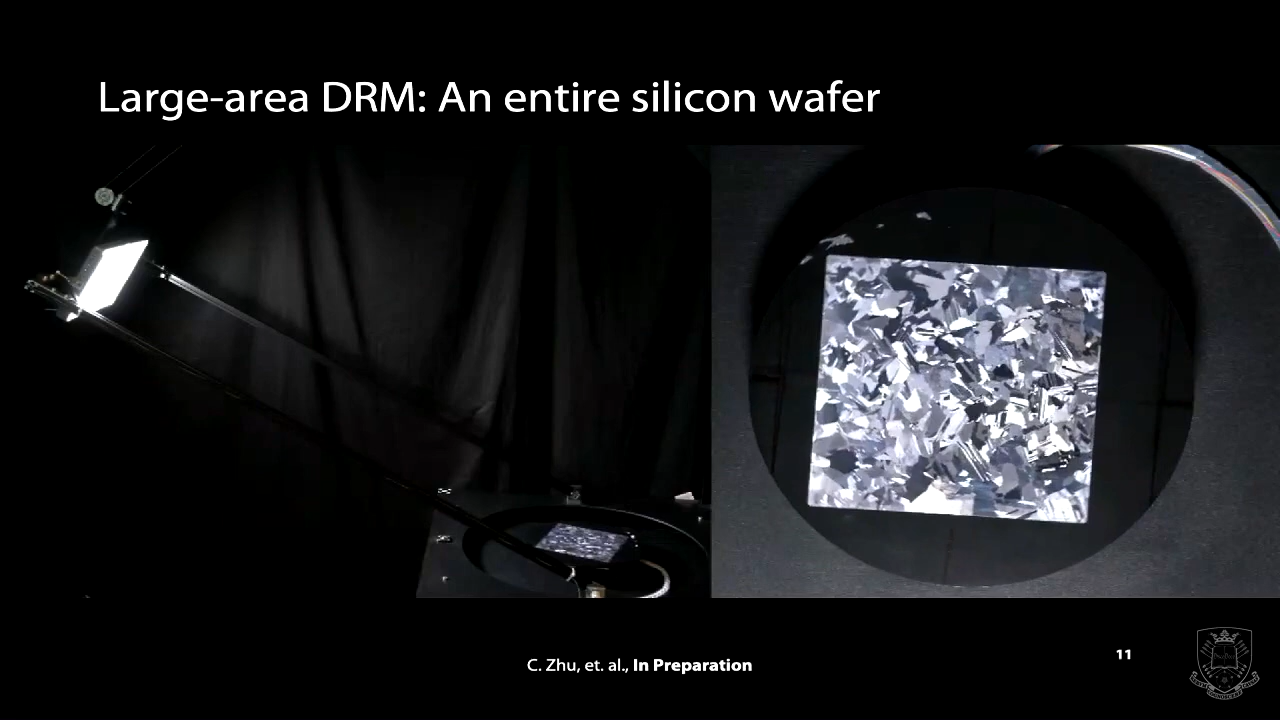 Large-area DRM: An entire silicon wafer
C. Zhu, et. al., In Preparation
11